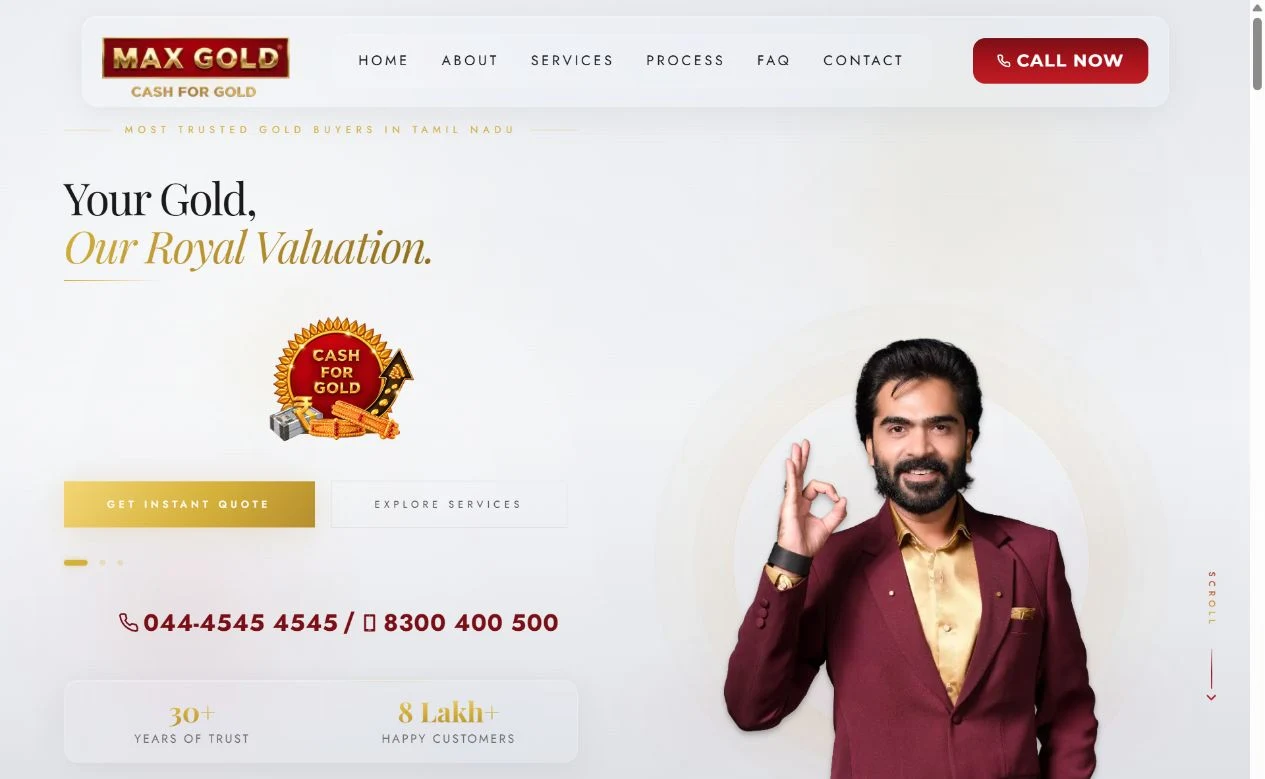 MAX GOLD®
CASH FOR GOLD
HOME ABOUT SERVICES PROCESS FAQ CONTACT
CALL NOW
MOST TRUSTED GOLD BUYERS IN TAMIL NADU
Your Gold,
Our Royal Valuation.
CASH
FOR
GOLD
₹
GET INSTANT QUOTE
EXPLORE SERVICES
044-4545 4545 / 8300 400 500
30+
YEARS OF TRUST
8 Lakh+
HAPPY CUSTOMERS
SCROLL